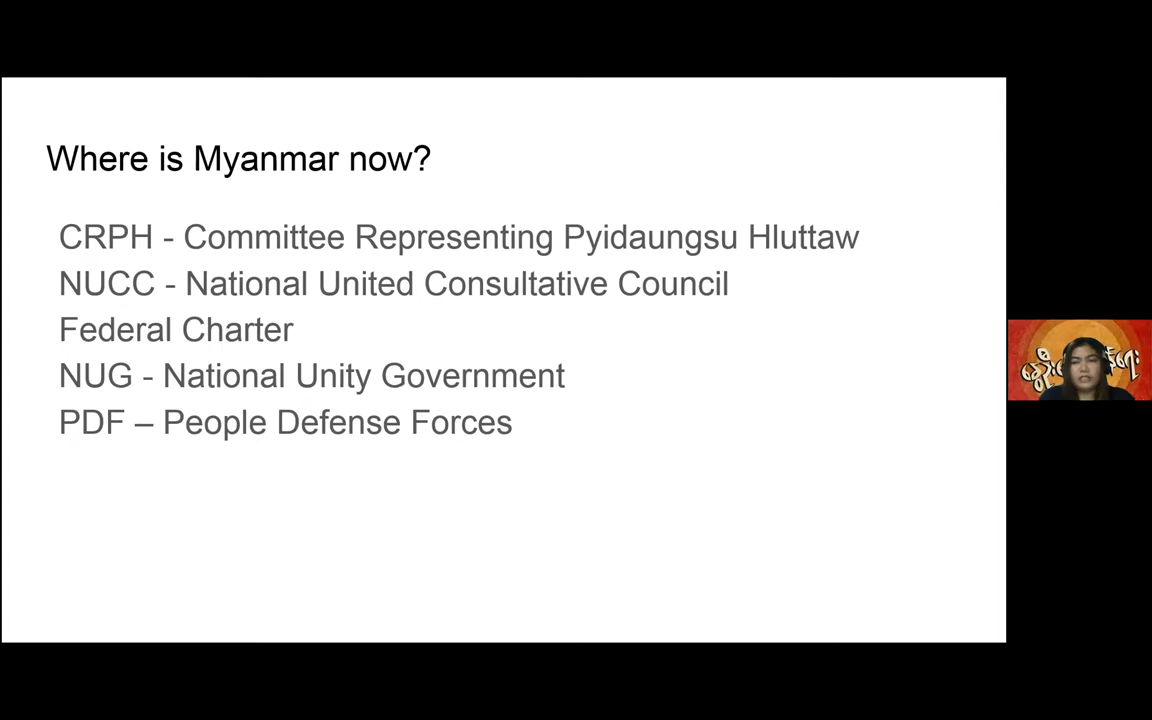 Where is Myanmar now?
CRPH - Committee Representing Pyidaungsu Hluttaw
NUCC - National United Consultative Council
Federal Charter
NUG - National Unity Government
PDF – People Defense Forces